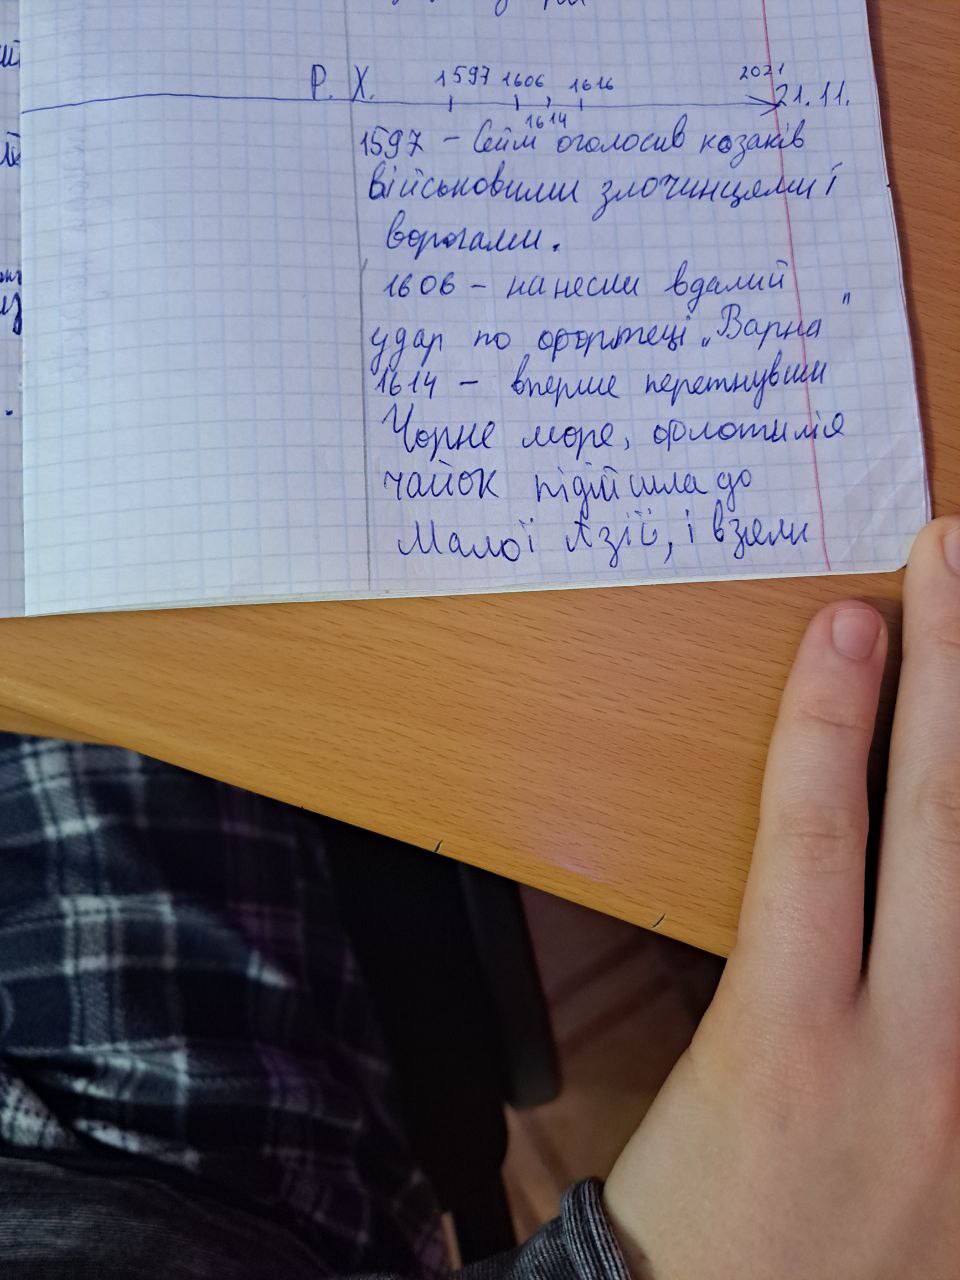 Р. Х. 1597 1606 1614 1616 2021
21.11.
1597 – Сейм оголосив козаків
військовими злочинцями і
ворогами.
1606 – нанесли вдалий
удар по фортеці „Варна"
1614 – вперше перетнувши
Чорне море, флотилія
чайок підійшла до
Малої Азії, і взяли